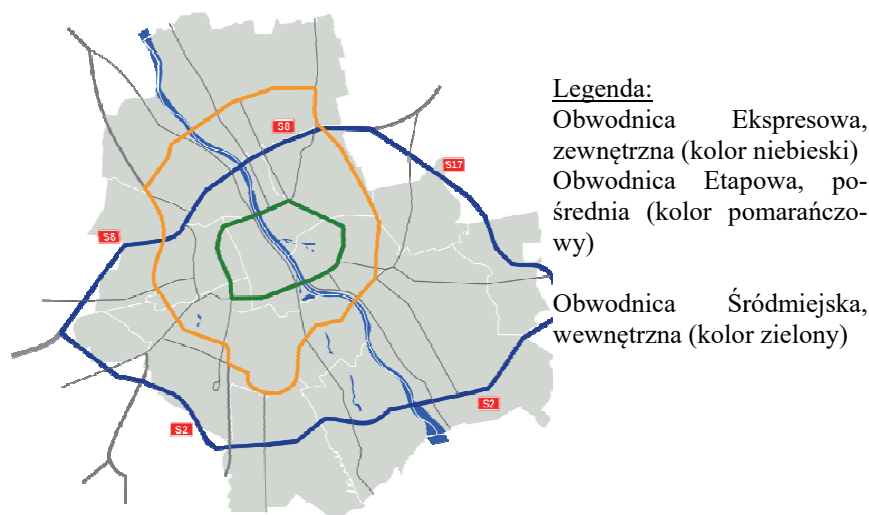 Legenda:
Obwodnica Ekspresowa,
zewnętrzna (kolor niebieski)
Obwodnica Etapowa, po-
średnia (kolor pomarańczo-
wy)
Obwodnica Śródmiejska,
wewnętrzna (kolor zielony)
S8
S17
S8
S2
S2